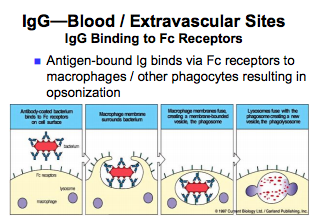 IgG—Blood / Extravascular Sites
IgG Binding to Fc Receptors
Antigen-bound Ig binds via Fc receptors to
macrophages / other phagocytes resulting in
opsonization
Antibody-coated bacterium
binds to Fc receptors
on cell surface
Macrophage membrane
surrounds bacterium
Macrophage membranes fuse,
creating a membrane-bounded
vesicle, the phagosome
Lysosomes fuse with the
phagosome creating a new
vesicle, the phagolysosome
bacterium
Fc receptors
lysosome
macrophage
© 1997 Current Biology Ltd. / Garland Publishing, Inc.